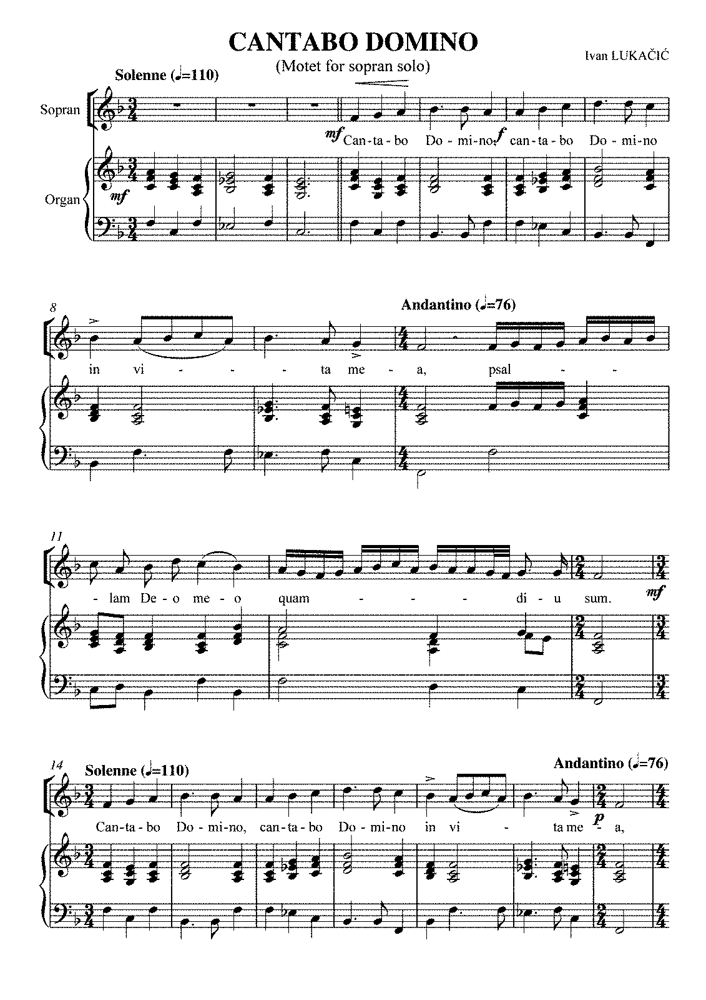 CANTABO DOMINO
Ivan LUKAČIĆ
(Motet for sopran solo)
Solenne (♩=110)
Sopran
mf f
Can - ta - bo Do - mi - no, can - ta - bo Do - mi - no
Organ
mf
8
Andantino (♩=76)
in vi - - - ta me - a, psal - - -
11
- lam De - o me - o quam - - - - di - u sum.
mf
14
Solenne (♩=110)
Andantino (♩=76)
p
Can - ta - bo Do - mi - no, can - ta - bo Do - mi - no in vi - ta me - a,